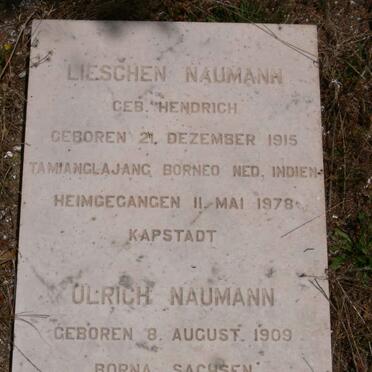 LIESCHEN NAUMANN
GEB. HENDRICH
GEBOREN 21. DEZEMBER 1915
TAMIANGLAJANG BORNEO NED. INDIEN
HEIMGEGANGEN 11. MAI 1978
KAPSTADT
ULRICH NAUMANN
GEBOREN 8. AUGUST 1909
BORNA SACHSEN